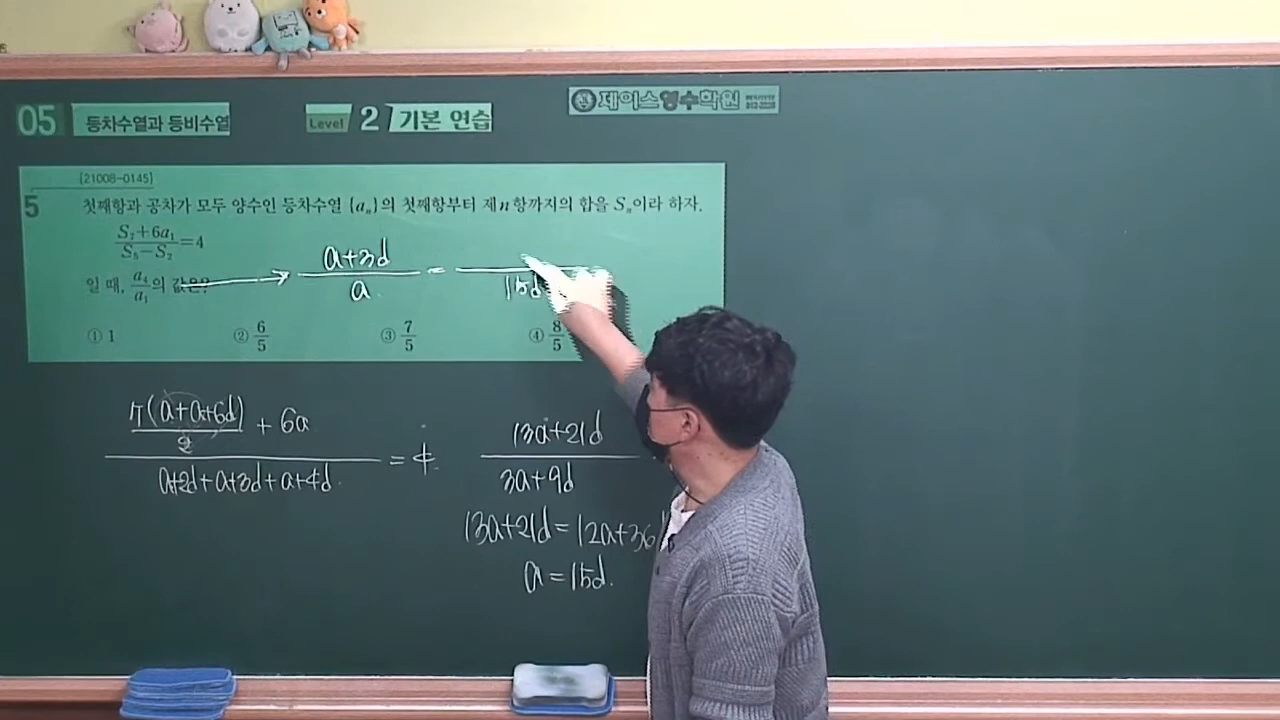 05 등차수열과 등비수열 Level 2 기본 연습
제이스영수학원
[21008-0145]
5 첫째항과 공차가 모두 양수인 등차수열 {aₙ}의 첫째항부터 제n항까지의 합을 Sₙ이라 하자.
(S₇+6a₁)/(S₅−S₂)=4
일 때, a₄/a₁의 값은?
(a+3d)/a = /15d
① 1 ② 6/5 ③ 7/5 ④ 8/5
(7(a+a+6d)/2 + 6a)/(a+2d+a+3d+a+4d) = 4.
(13a+21d)/(3a+9d)
13a+21d=12a+36
a=15d.